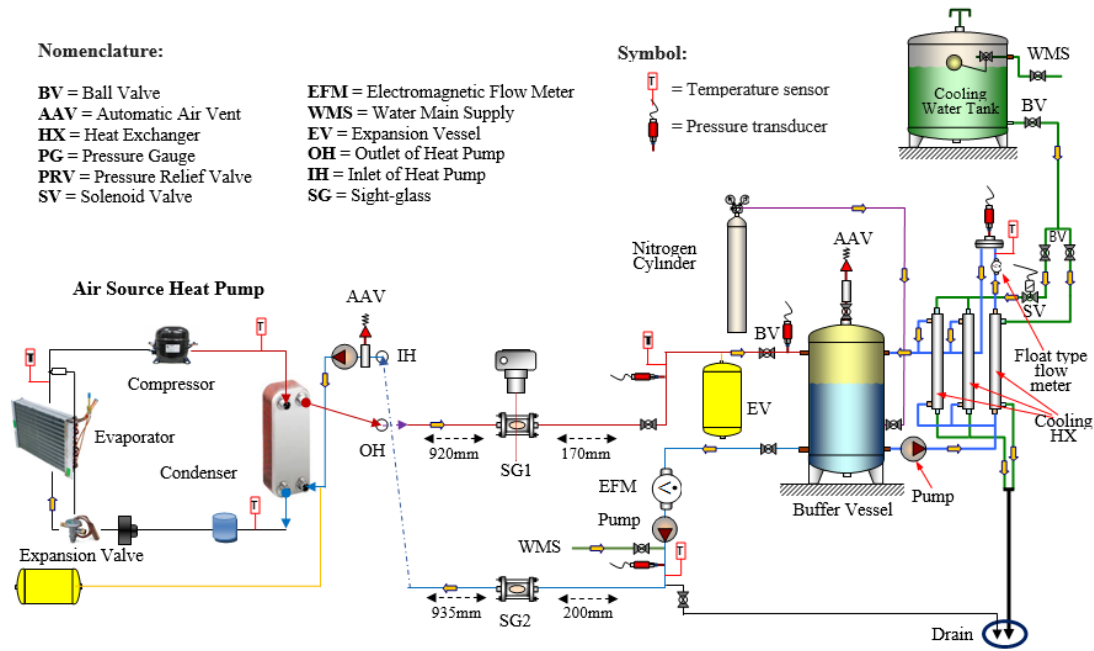 Nomenclature:
BV = Ball Valve
AAV = Automatic Air Vent
HX = Heat Exchanger
PG = Pressure Gauge
PRV = Pressure Relief Valve
SV = Solenoid Valve
EFM = Electromagnetic Flow Meter
WMS = Water Main Supply
EV = Expansion Vessel
OH = Outlet of Heat Pump
IH = Inlet of Heat Pump
SG = Sight-glass
Symbol:
T
= Temperature sensor
= Pressure transducer
WMS
Cooling
Water Tank
BV
Nitrogen
Cylinder
AAV
T
BV
SV
Float type
flow
meter
Cooling
HX
Air Source Heat Pump
AAV
T
T
IH
Compressor
Evaporator
Condenser
OH
T
Expansion Valve
920mm
SG1
170mm
T
BV
EV
EFM
Pump
Buffer Vessel
Pump
WMS
T
935mm
SG2
200mm
Drain